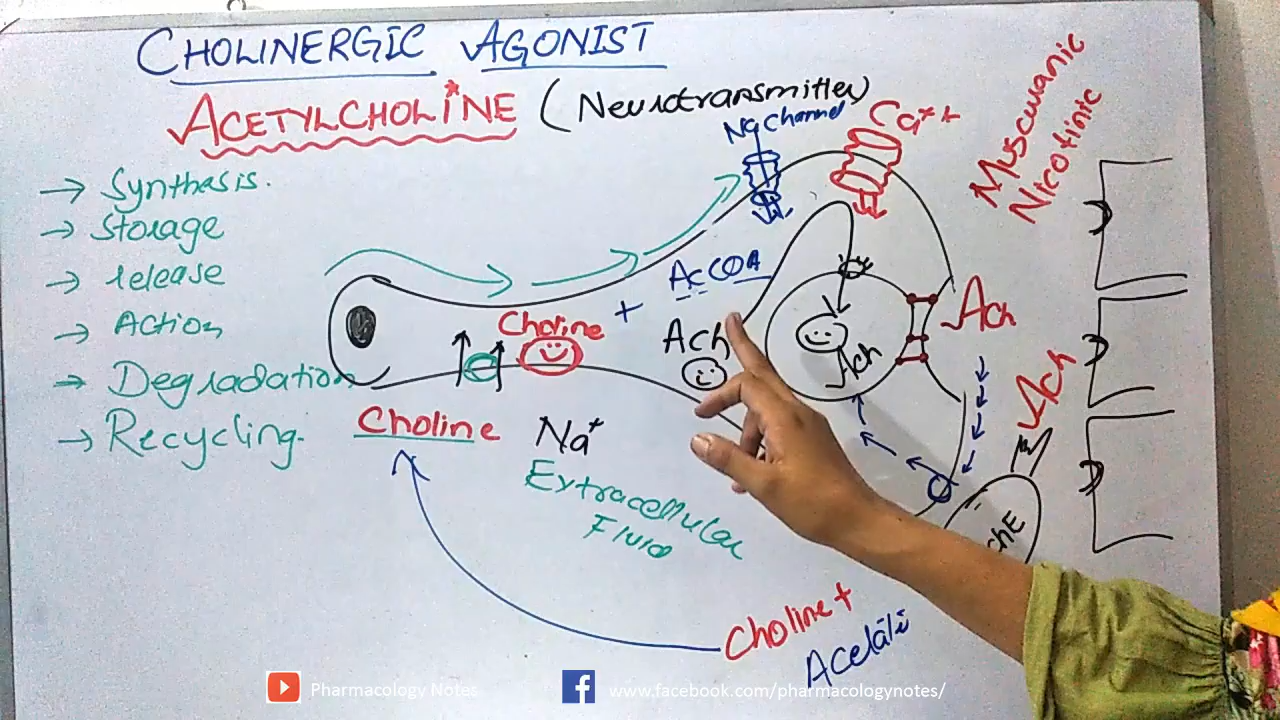 CHOLINERGIC AGONIST
ACETYLCHOLINE* (Neurotransmitter)
Na Channel
Ca++
Muscuranic
Nicotinic
→ Synthesis.
→ Storage
→ release
→ Action
→ Degradation
→ Recycling.
AcCOA
+
Choline
Ach
Ach
Ach
Ach
Choline
Na+
Extracellular
Fluid
chE
Choline +
Pharmacology Notes
www.facebook.com/pharmacologynotes/